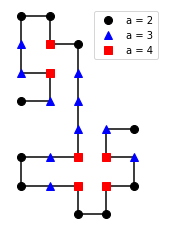 a = 2
a = 3
a = 4